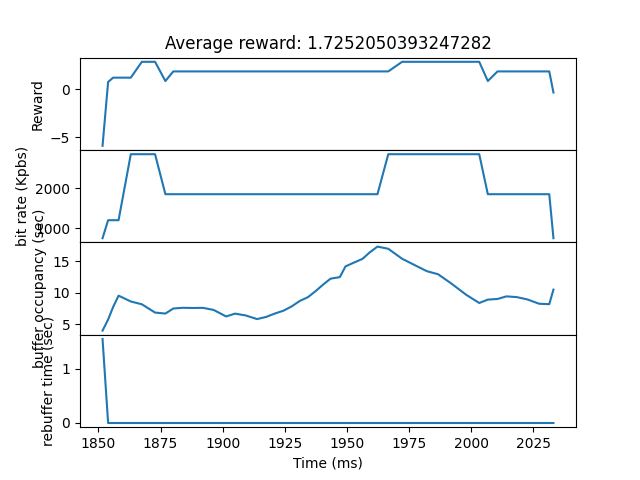 Average reward: 1.7252050393247282
0
−5
Reward
2000
1000
bit rate (Kpbs)
15
10
5
buffer occupancy (sec)
1
0
rebuffer time (sec)
1850 1875 1900 1925 1950 1975 2000 2025
Time (ms)